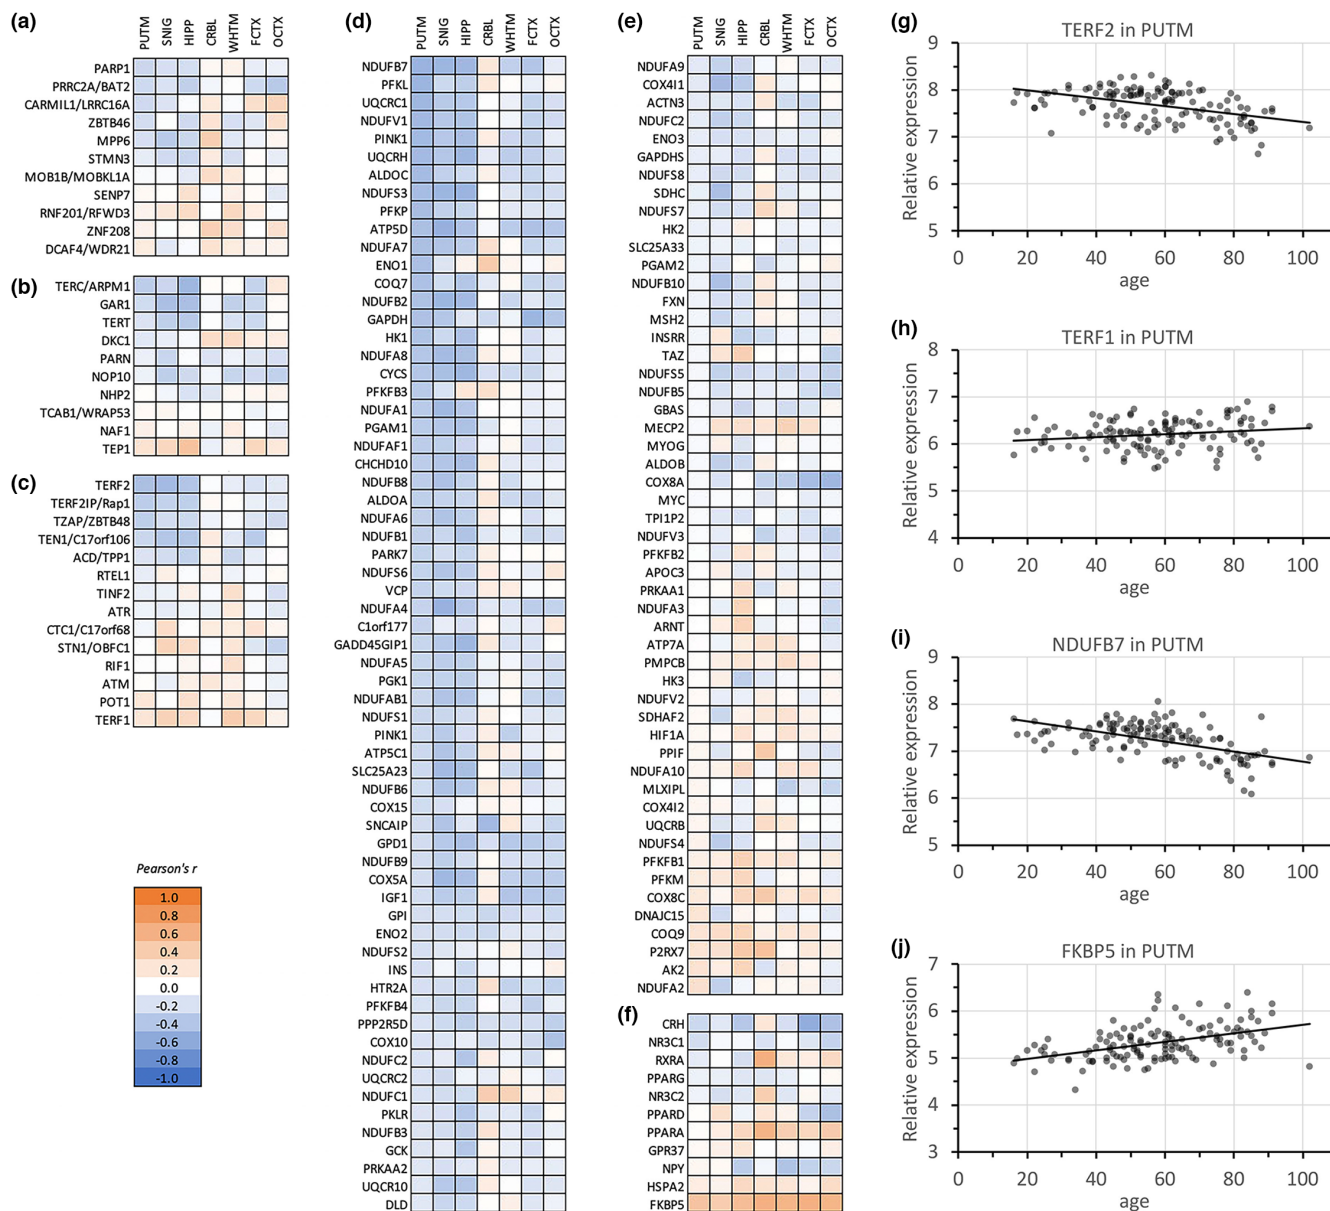 (a)
PUTM SNIG HIPP CRBL WHTM FCTX OCTX
PARP1
PRRC2A/BAT2
CARMIL1/LRRC16A
ZBTB46
MPP6
STMN3
MOB1B/MOBKL1A
SENP7
RNF201/RFWD3
ZNF208
DCAF4/WDR21
(b)
TERC/ARPM1
GAR1
TERT
DKC1
PARN
NOP10
NHP2
TCAB1/WRAP53
NAF1
TEP1
(c)
TERF2
TERF2IP/Rap1
TZAP/ZBTB48
TEN1/C17orf106
ACD/TPP1
RTEL1
TINF2
ATR
CTC1/C17orf68
STN1/OBFC1
RIF1
ATM
POT1
TERF1
Pearson's r
1.0
0.8
0.6
0.4
0.2
0.0
-0.2
-0.4
-0.6
-0.8
-1.0
(d)
PUTM SNIG HIPP CRBL WHTM FCTX OCTX
NDUFB7
PFKL
UQCRC1
NDUFV1
PINK1
UQCRH
ALDOC
NDUFS3
PFKP
ATP5D
NDUFA7
ENO1
COQ7
NDUFB2
GAPDH
HK1
NDUFA8
CYCS
PFKFB3
NDUFA1
PGAM1
NDUFAF1
CHCHD10
NDUFB8
ALDOA
NDUFA6
NDUFB1
PARK7
NDUFS6
VCP
NDUFA4
C1orf177
GADD45GIP1
NDUFA5
PGK1
NDUFAB1
NDUFS1
PINK1
ATP5C1
SLC25A23
NDUFB6
COX15
SNCAIP
GPD1
NDUFB9
COX5A
IGF1
GPI
ENO2
NDUFS2
INS
HTR2A
PFKFB4
PPP2R5D
COX10
NDUFC2
UQCRC2
NDUFC1
PKLR
NDUFB3
GCK
PRKAA2
UQCR10
DLD
(e)
PUTM SNIG HIPP CRBL WHTM FCTX OCTX
NDUFA9
COX4I1
ACTN3
NDUFC2
ENO3
GAPDHS
NDUFS8
SDHC
NDUFS7
HK2
SLC25A33
PGAM2
NDUFB10
FXN
MSH2
INSRR
TAZ
NDUFS5
NDUFB5
GBAS
MECP2
MYOG
ALDOB
COX8A
MYC
TPI1P2
NDUFV3
PFKFB2
APOC3
PRKAA1
NDUFA3
ARNT
ATP7A
PMPCB
HK3
NDUFV2
SDHAF2
HIF1A
PPIF
NDUFA10
MLXIPL
COX4I2
UQCRB
NDUFS4
PFKFB1
PFKM
COX8C
DNAJC15
COQ9
P2RX7
AK2
NDUFA2
(f)
CRH
NR3C1
RXRA
PPARG
NR3C2
PPARD
PPARA
GPR37
NPY
HSPA2
FKBP5
(g)
TERF2 in PUTM
Relative expression
9
8
7
6
5
0 20 40 60 80 100
age
(h)
TERF1 in PUTM
Relative expression
8
7
6
5
4
0 20 40 60 80 100
age
(i)
NDUFB7 in PUTM
Relative expression
9
8
7
6
5
0 20 40 60 80 100
age
(j)
FKBP5 in PUTM
Relative expression
7
6
5
4
3
0 20 40 60 80 100
age